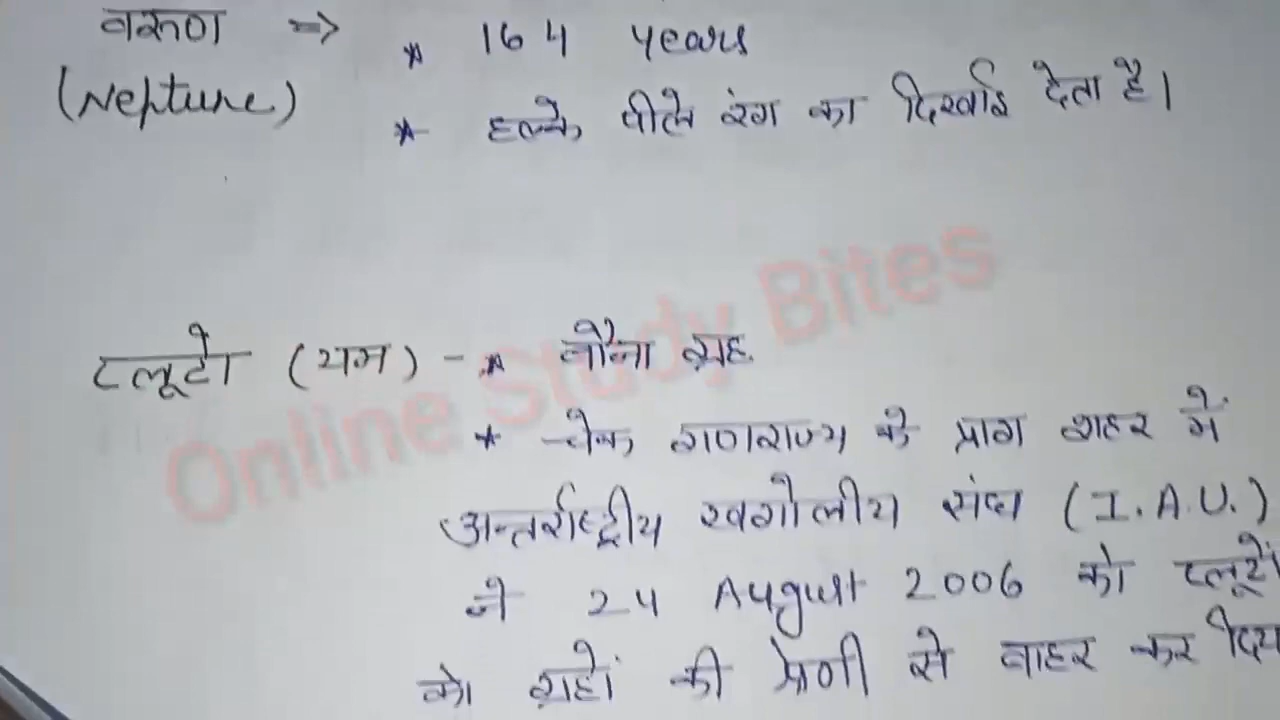 वरुण => * 164 years
(Neptune) * हल्के पीले रंग का दिखाई देता है।
Online Study Bites
प्लूटो (यम) - * बौना ग्रह
* चेक गणराज्य के प्राग शहर में
अन्तर्राष्ट्रीय खगोलीय संघ (I.A.U.)
ने 24 August 2006 को प्लूटो
को ग्रहों की श्रेणी से बाहर कर दिय